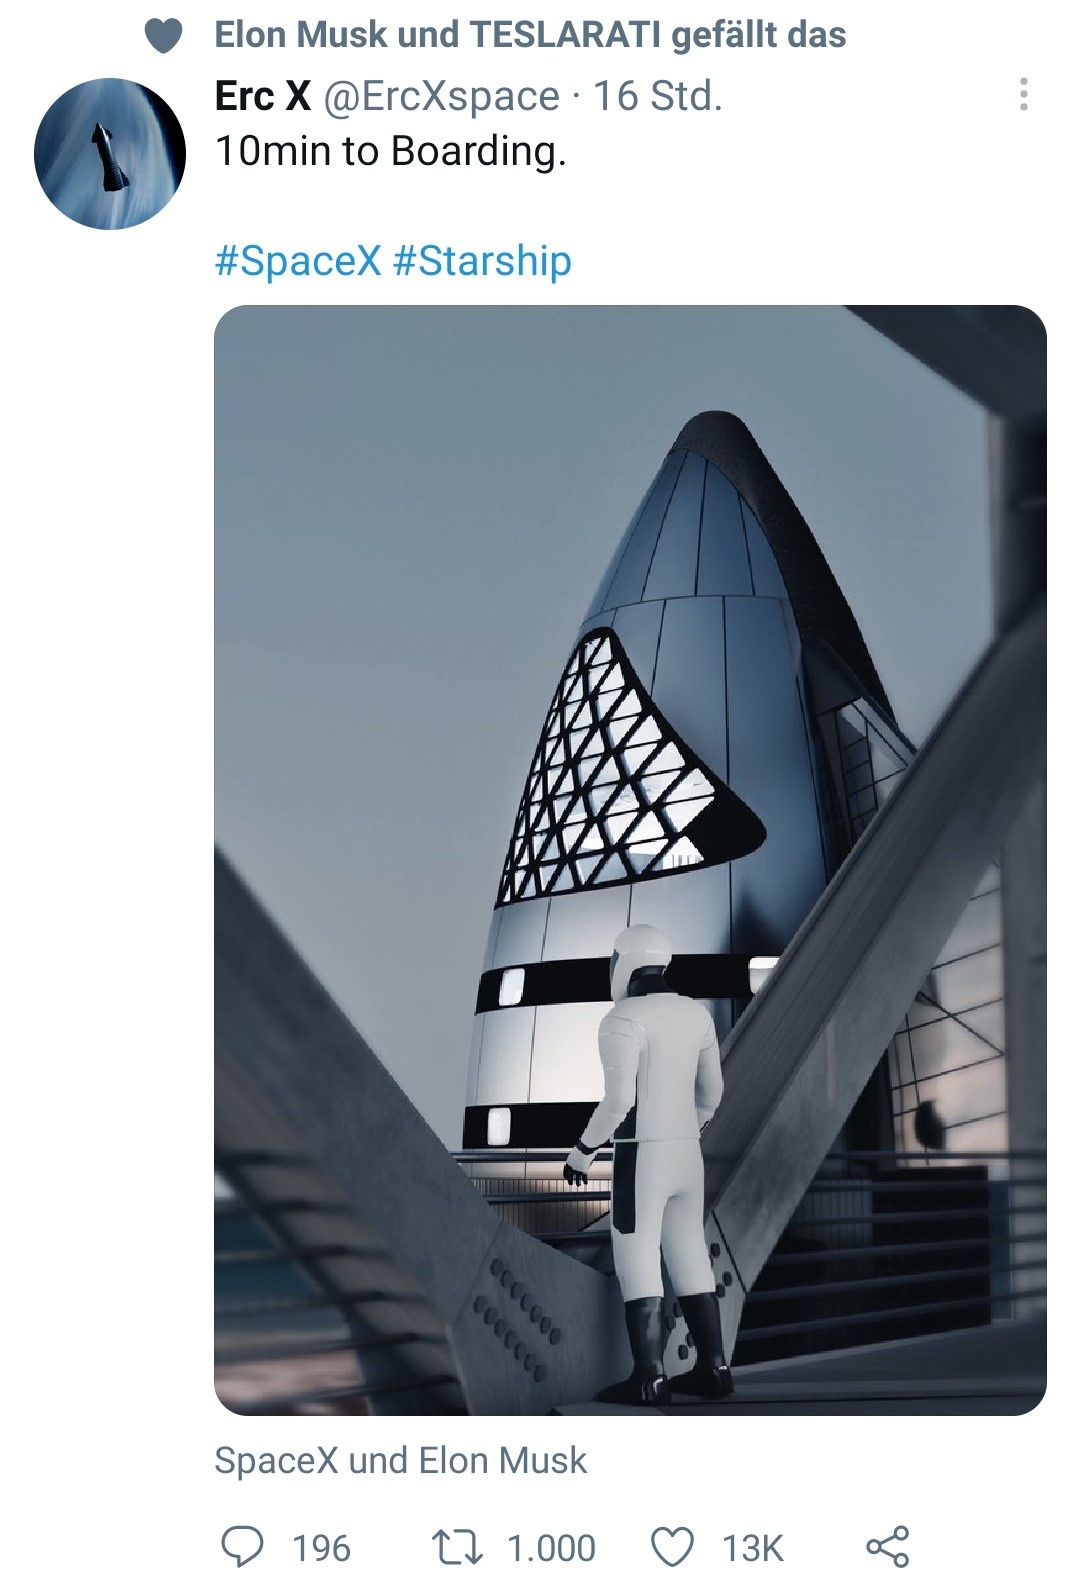 Elon Musk und TESLARATI gefällt das
Erc X @ErcXspace · 16 Std.
10min to Boarding.
#SpaceX #Starship
SpaceX und Elon Musk
196 1.000 13K